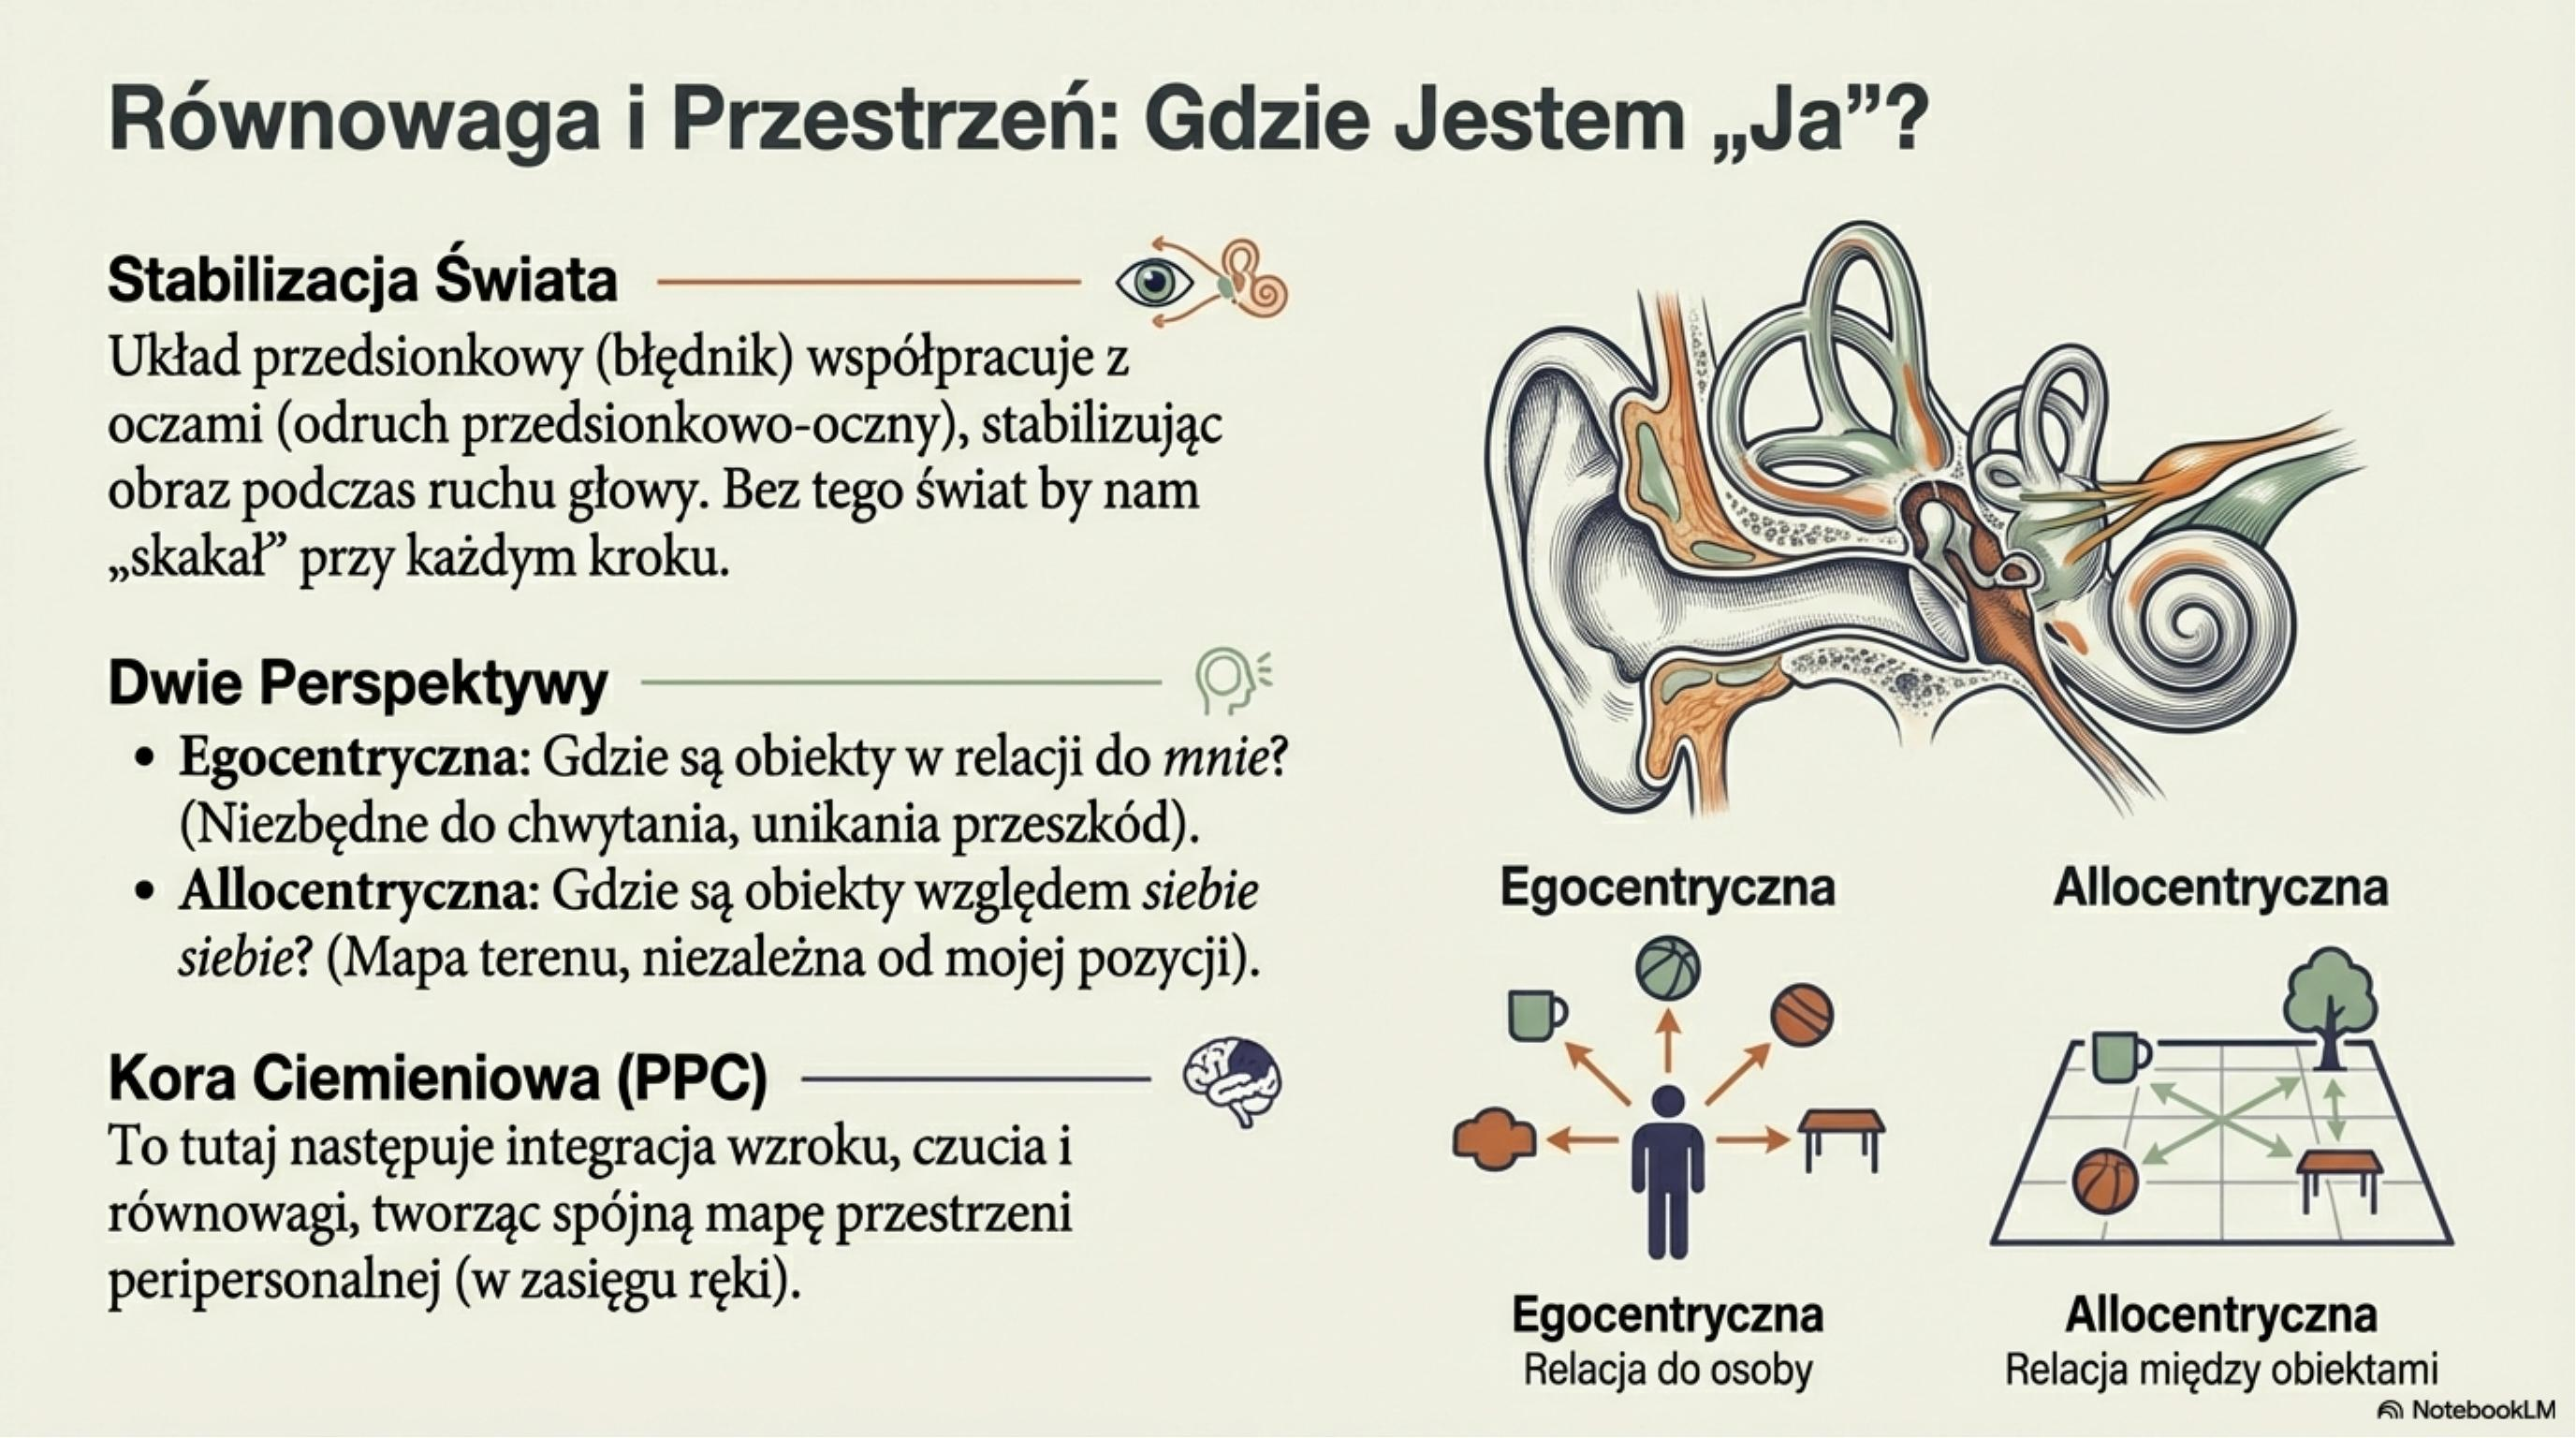 Równowaga i Przestrzeń: Gdzie Jestem „Ja”?
Stabilizacja Świata
Układ przedsionkowy (błędnik) współpracuje z
oczami (odruch przedsionkowo-oczny), stabilizując
obraz podczas ruchu głowy. Bez tego świat by nam
„skakał” przy każdym kroku.
Dwie Perspektywy
• Egocentryczna: Gdzie są obiekty w relacji do mnie?
(Niezbędne do chwytania, unikania przeszkód).
• Allocentryczna: Gdzie są obiekty względem siebie
siebie? (Mapa terenu, niezależna od mojej pozycji).
Kora Ciemieniowa (PPC)
To tutaj następuje integracja wzroku, czucia i
równowagi, tworząc spójną mapę przestrzeni
peripersonalnej (w zasięgu ręki).
Egocentryczna
Allocentryczna
Egocentryczna
Relacja do osoby
Allocentryczna
Relacja między obiektami
NotebookLM